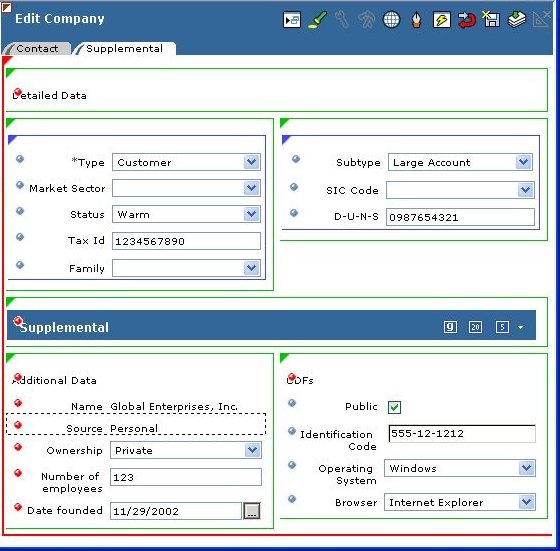 Edit Company
Contact
Supplemental
Detailed Data
*Type Customer
Market Sector
Status Warm
Tax Id 1234567890
Family
Subtype Large Account
SIC Code
D-U-N-S 0987654321
Supplemental
g 20 5
Additional Data
Name Global Enterprises, Inc.
Source Personal
Ownership Private
Number of
employees 123
Date founded 11/29/2002 ...
UDFs
Public
Identification
Code 555-12-1212
Operating
System Windows
Browser Internet Explorer